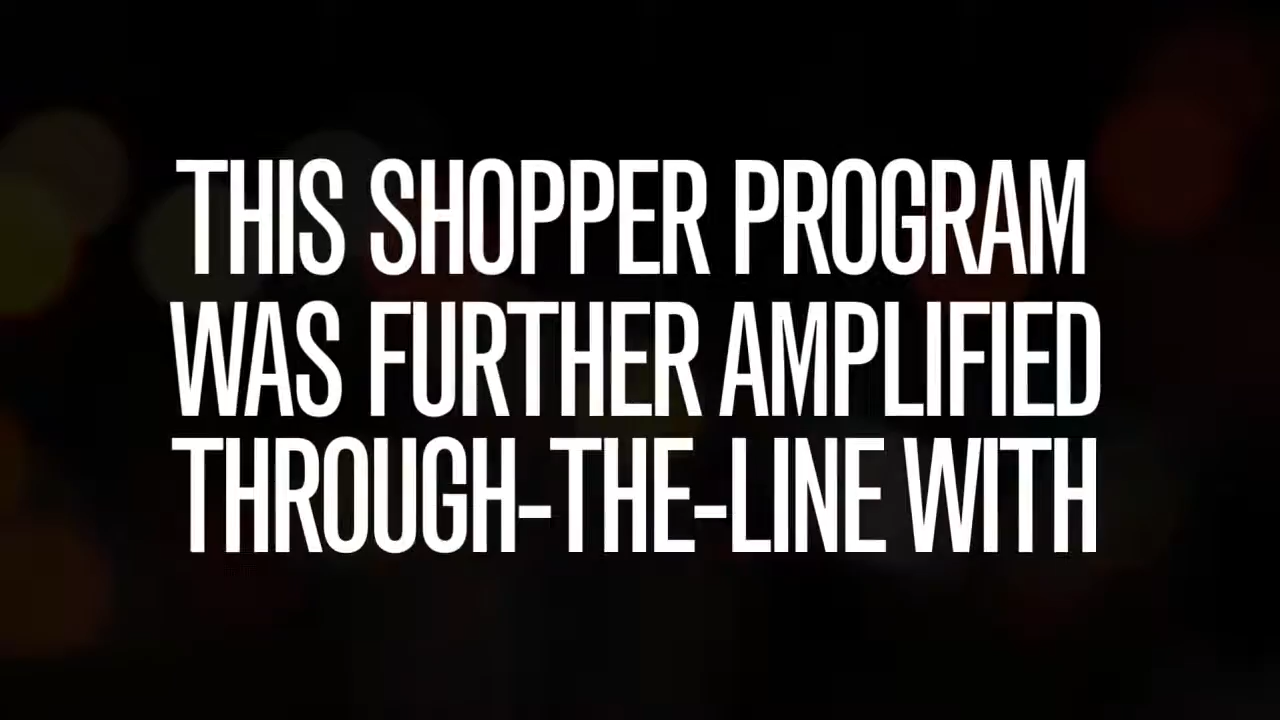 THIS SHOPPER PROGRAM
WAS FURTHER AMPLIFIED
THROUGH-THE-LINE WITH